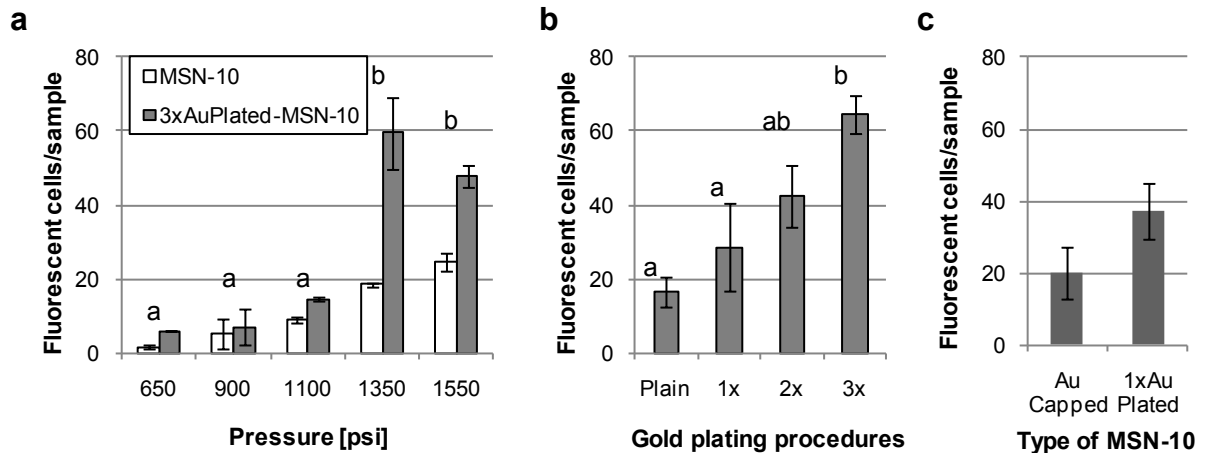 a
Fluorescent cells/sample
80
60
40
20
0
MSN-10
3xAuPlated-MSN-10
a
a
a
b
b
650 900 1100 1350 1550
Pressure [psi]
b
Fluorescent cells/sample
80
60
40
20
0
a
a
ab
b
Plain 1x 2x 3x
Gold plating procedures
c
Fluorescent cells/sample
80
60
40
20
0
Au 1xAu
Capped Plated
Type of MSN-10